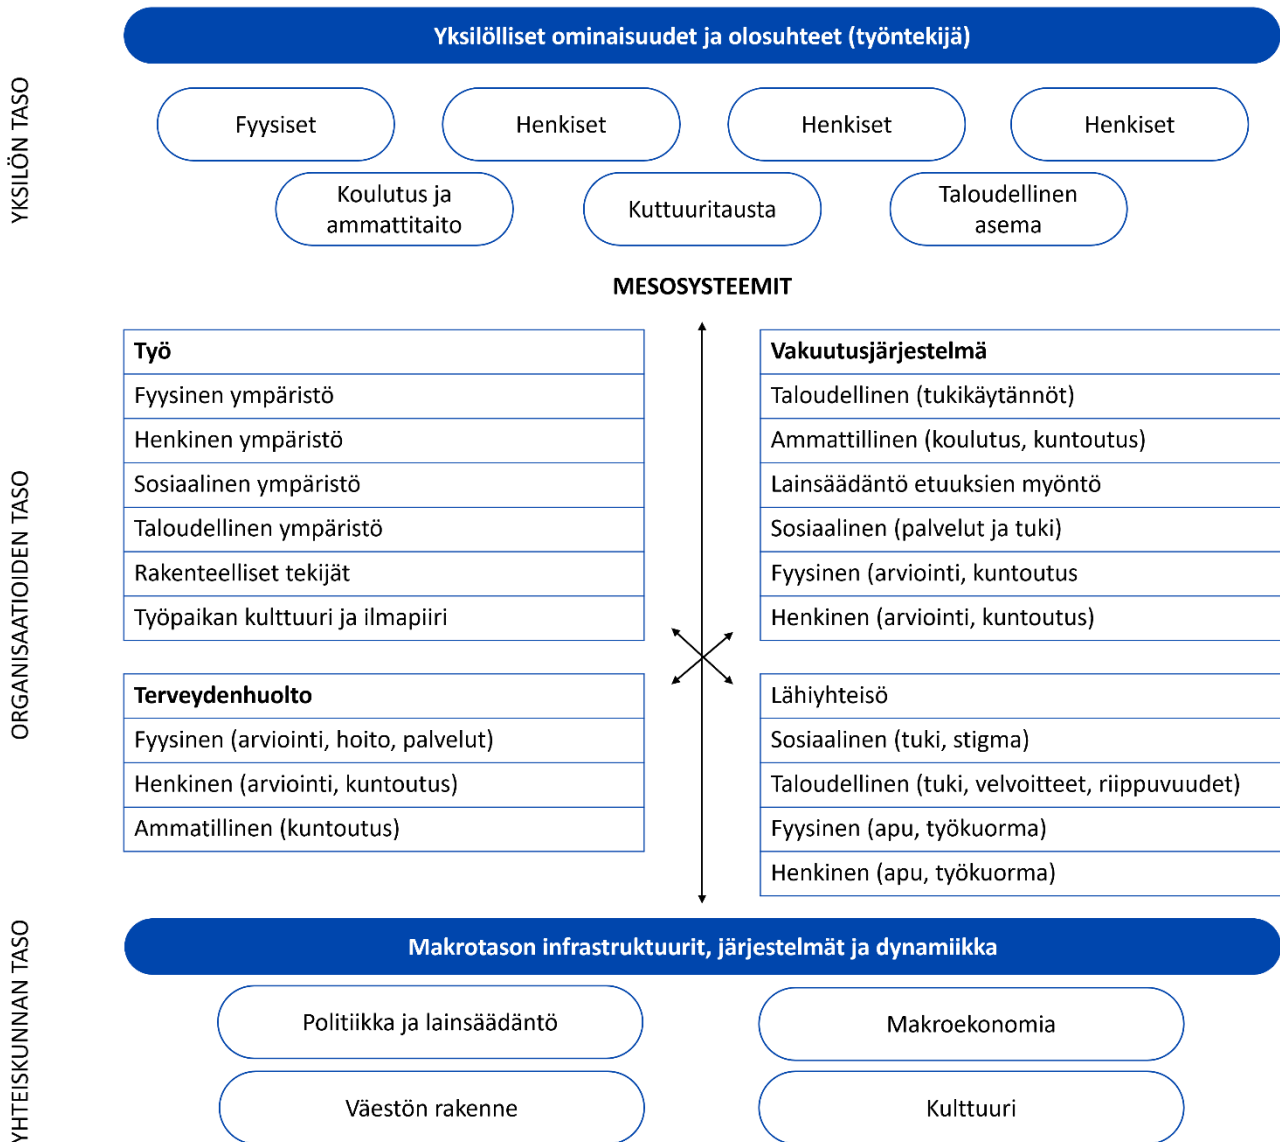 Yksilölliset ominaisuudet ja olosuhteet (työntekijä)
YKSILÖN TASO
Fyysiset
Henkiset
Henkiset
Henkiset
Koulutus ja
ammattitaito
Kuttuuritausta
Taloudellinen
asema
MESOSYSTEEMIT
ORGANISAATIOIDEN TASO
Työ
Fyysinen ympäristö
Henkinen ympäristö
Sosiaalinen ympäristö
Taloudellinen ympäristö
Rakenteelliset tekijät
Työpaikan kulttuuri ja ilmapiiri
Vakuutusjärjestelmä
Taloudellinen (tukikäytännöt)
Ammattillinen (koulutus, kuntoutus)
Lainsäädäntö etuuksien myöntö
Sosiaalinen (palvelut ja tuki)
Fyysinen (arviointi, kuntoutus
Henkinen (arviointi, kuntoutus)
Terveydenhuolto
Fyysinen (arviointi, hoito, palvelut)
Henkinen (arviointi, kuntoutus)
Ammatillinen (kuntoutus)
Lähiyhteisö
Sosiaalinen (tuki, stigma)
Taloudellinen (tuki, velvoitteet, riippuvuudet)
Fyysinen (apu, työkuorma)
Henkinen (apu, työkuorma)
YHTEISKUNNAN TASO
Makrotason infrastruktuurit, järjestelmät ja dynamiikka
Politiikka ja lainsäädäntö
Makroekonomia
Väestön rakenne
Kulttuuri